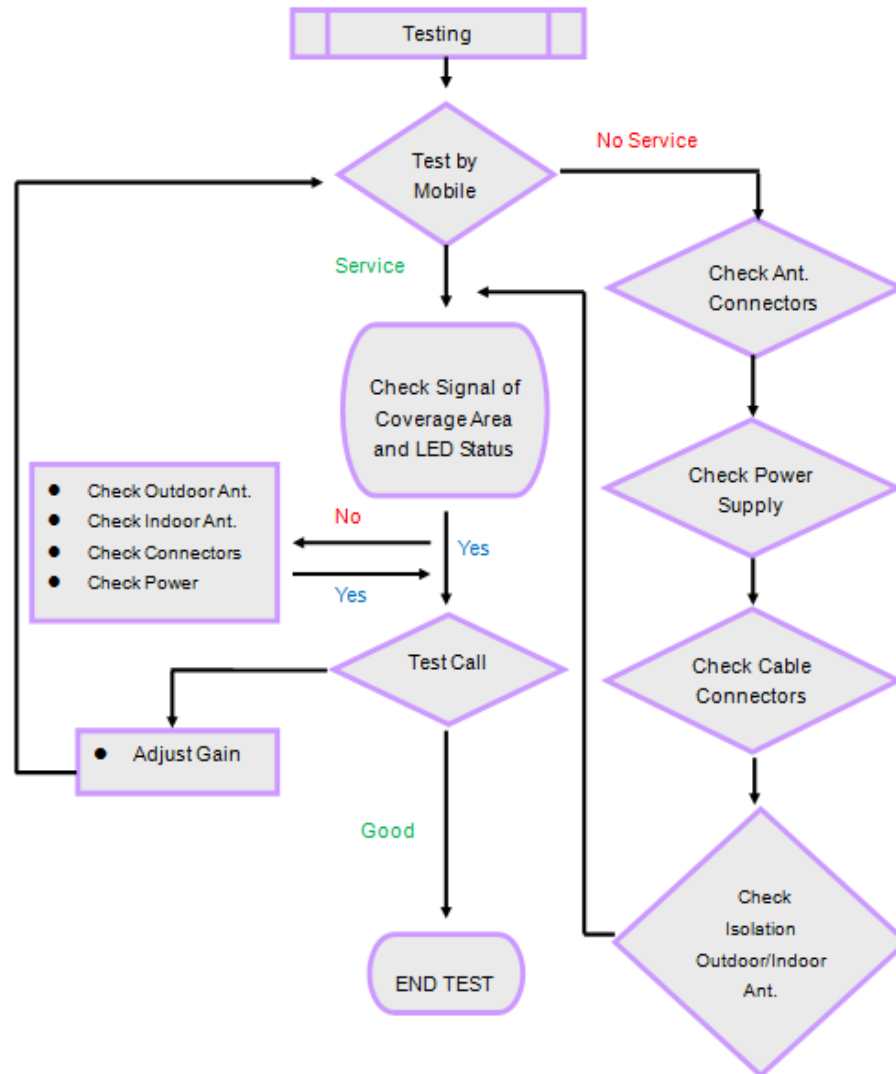 Testing
Test by
Mobile
No Service
Service
Check Ant.
Connectors
Check Signal of
Coverage Area
and LED Status
Check Power
Supply
● Check Outdoor Ant.
● Check Indoor Ant.
● Check Connectors
● Check Power
No
Yes
Yes
Test Call
Check Cable
Connectors
● Adjust Gain
Good
Check
Isolation
Outdoor/Indoor
Ant.
END TEST